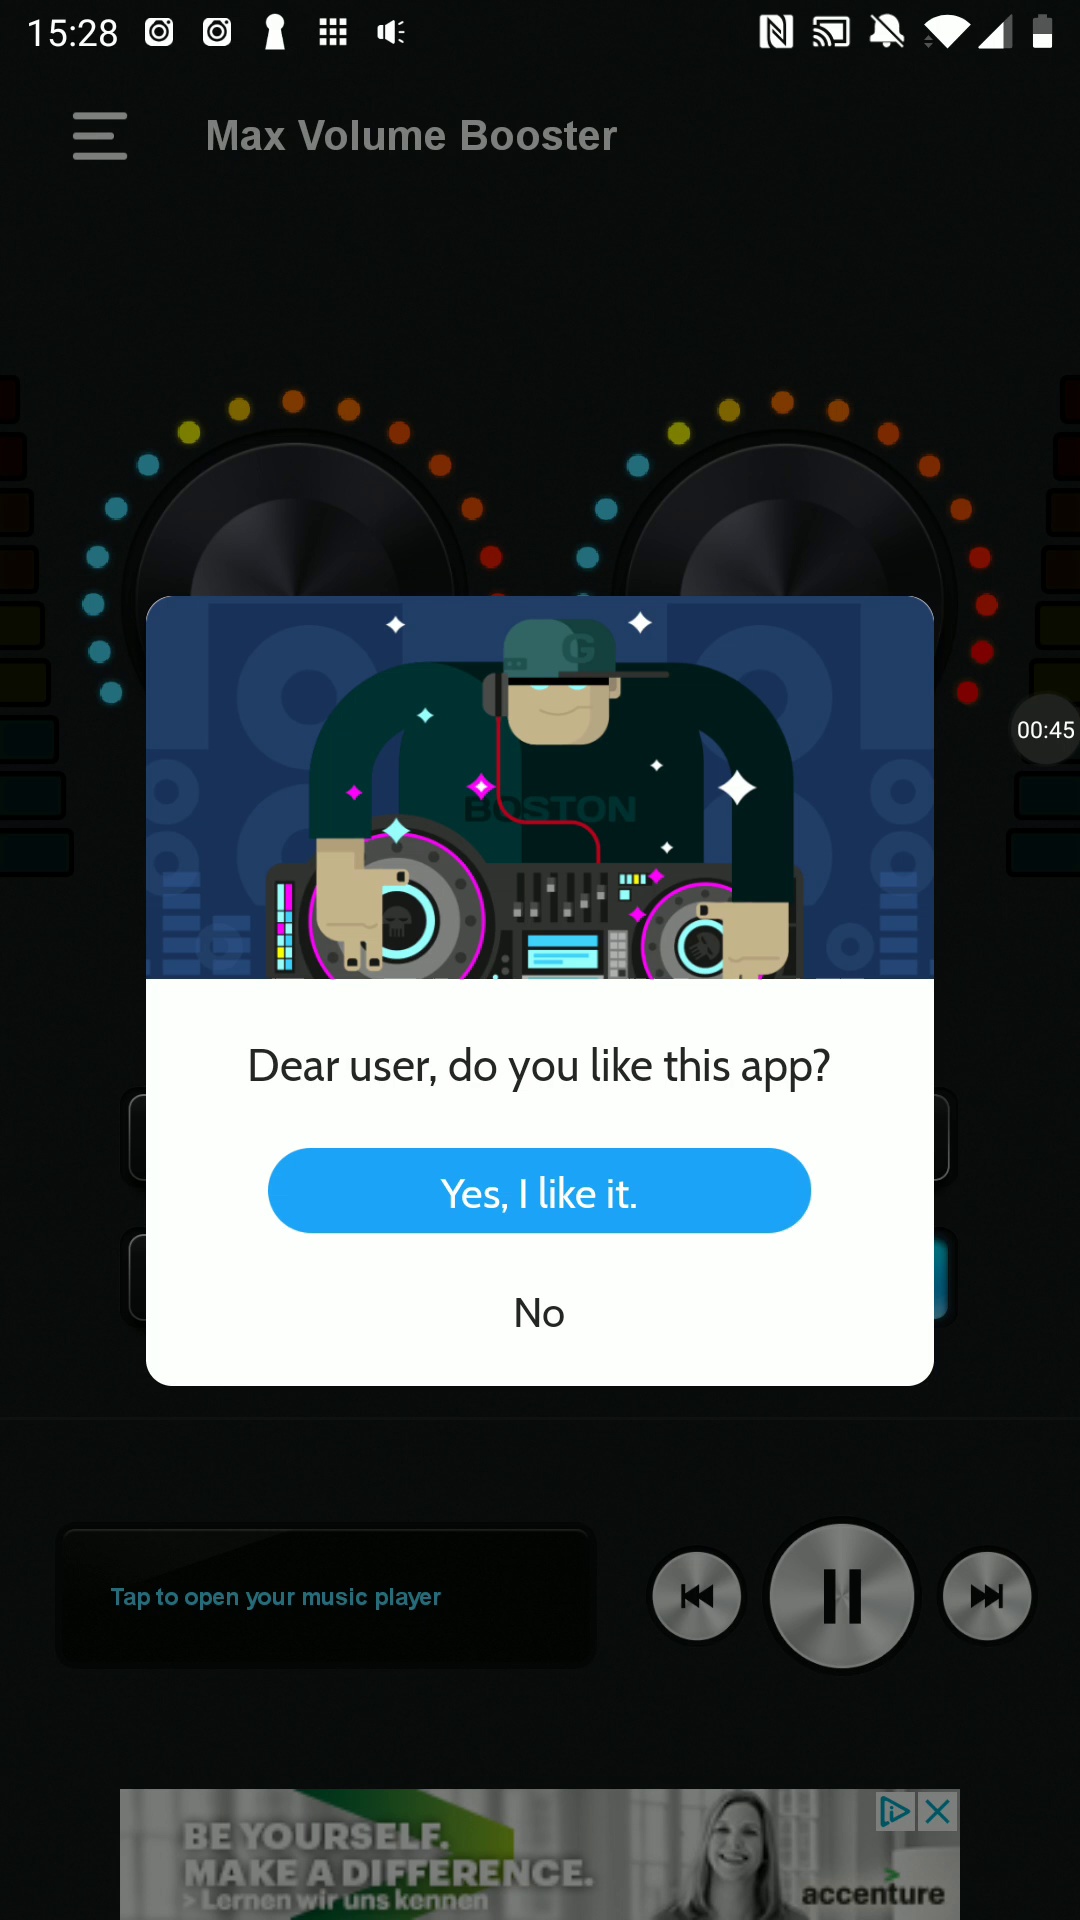 15:28
Max Volume Booster
G
BOSTON
00:45
Dear user, do you like this app?
Yes, I like it.
No
Tap to open your music player
BE YOURSELF.
MAKE A DIFFERENCE.
> Lernen wir uns kennen
accenture